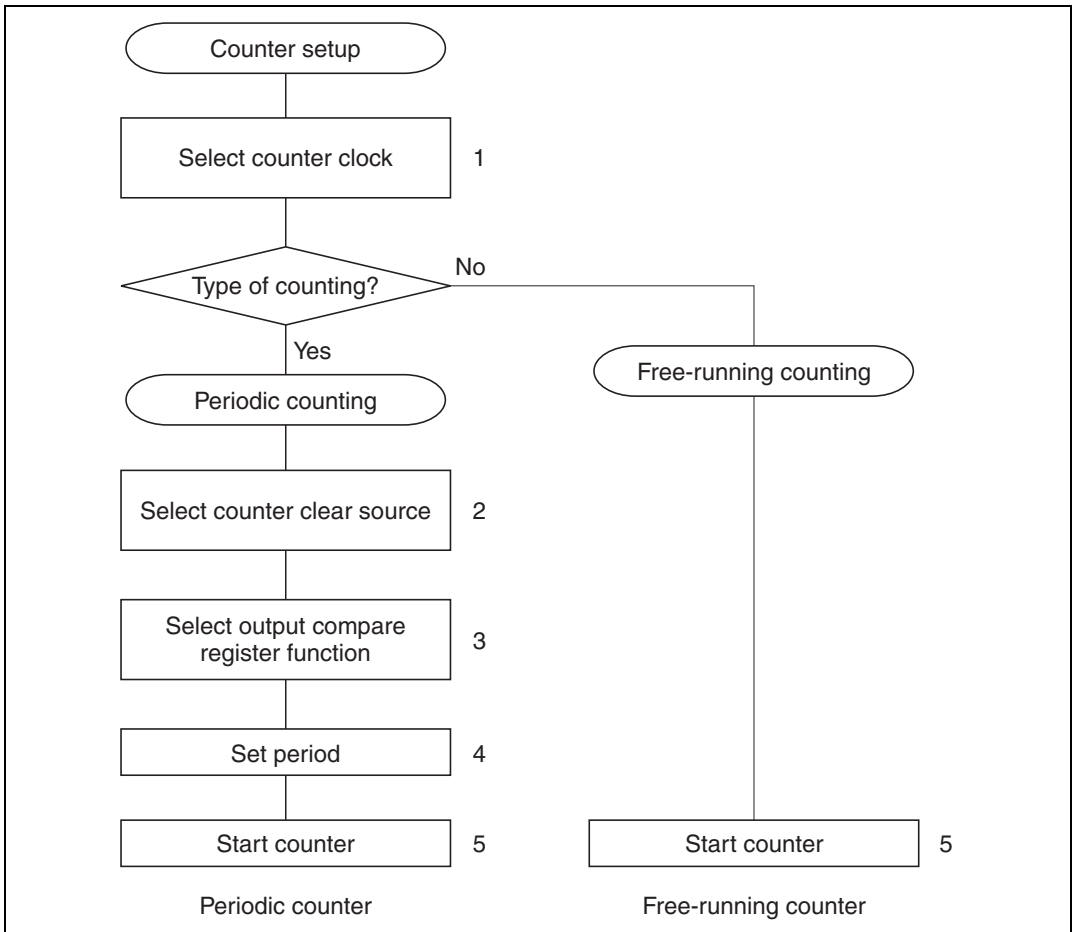 Counter setup
Select counter clock
1
Type of counting?
No
Yes
Free-running counting
Periodic counting
Select counter clear source
2
Select output compare
register function
3
Set period
4
Start counter
5
Start counter
5
Periodic counter
Free-running counter